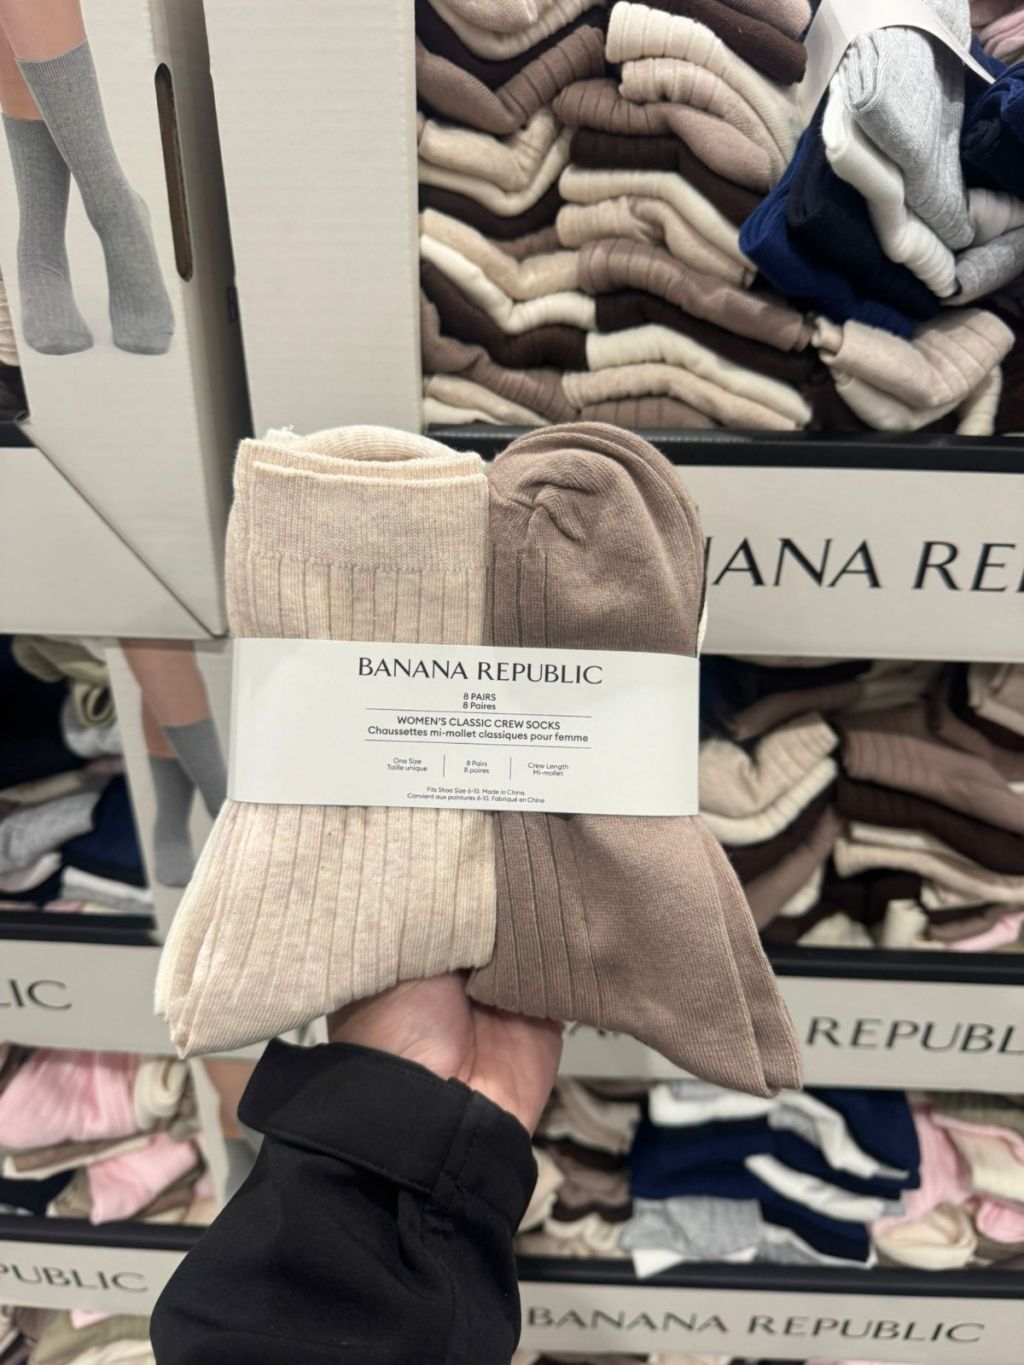 BANANA REPUBLIC
8 PAIRS
8 Paires
WOMEN'S CLASSIC CREW SOCKS
Chaussettes mi-mollet classiques pour femme
One Size
Taille unique
8 Pairs
8 paires
Crew Length
Mi-mollet
Fits Shoe Size 6-10. Made in China.
Convient aux pointures 6-10. Fabriqué en Chine
NANA RE
LIC
REPUBL
PUBLIC
BANANA REPUBLIC